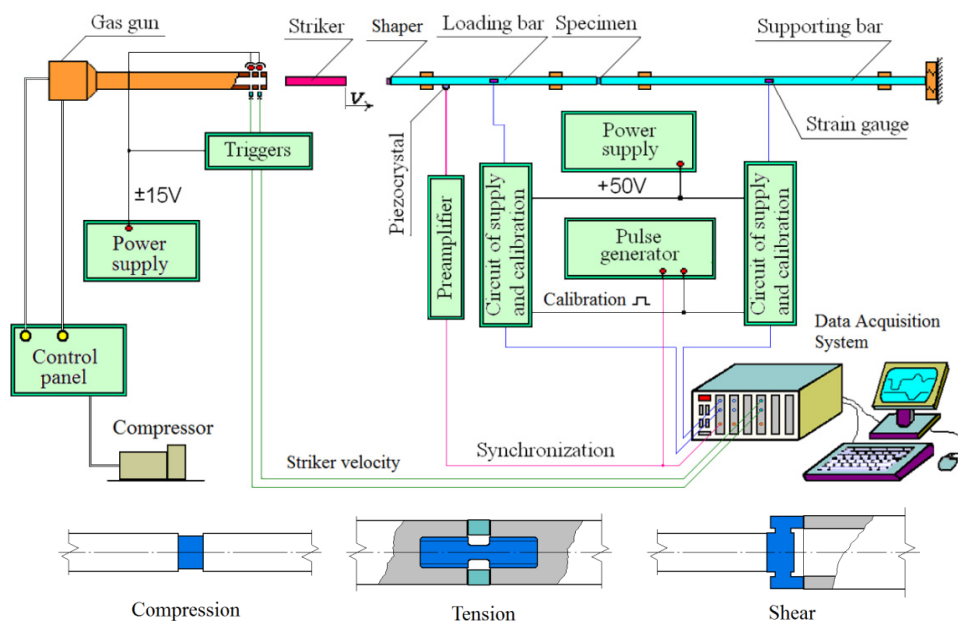 Gas gun
Striker
Shaper
Loading bar
Specimen
Supporting bar
V
Strain gauge
Triggers
Power
supply
±15V
+50V
Piezocrystal
Preamplifier
Circuit of supply
and calibration
Circuit of supply
and calibration
Power
supply
Pulse
generator
Calibration
Data Acquisition
System
Control
panel
Compressor
Synchronization
Striker velocity
Compression
Tension
Shear